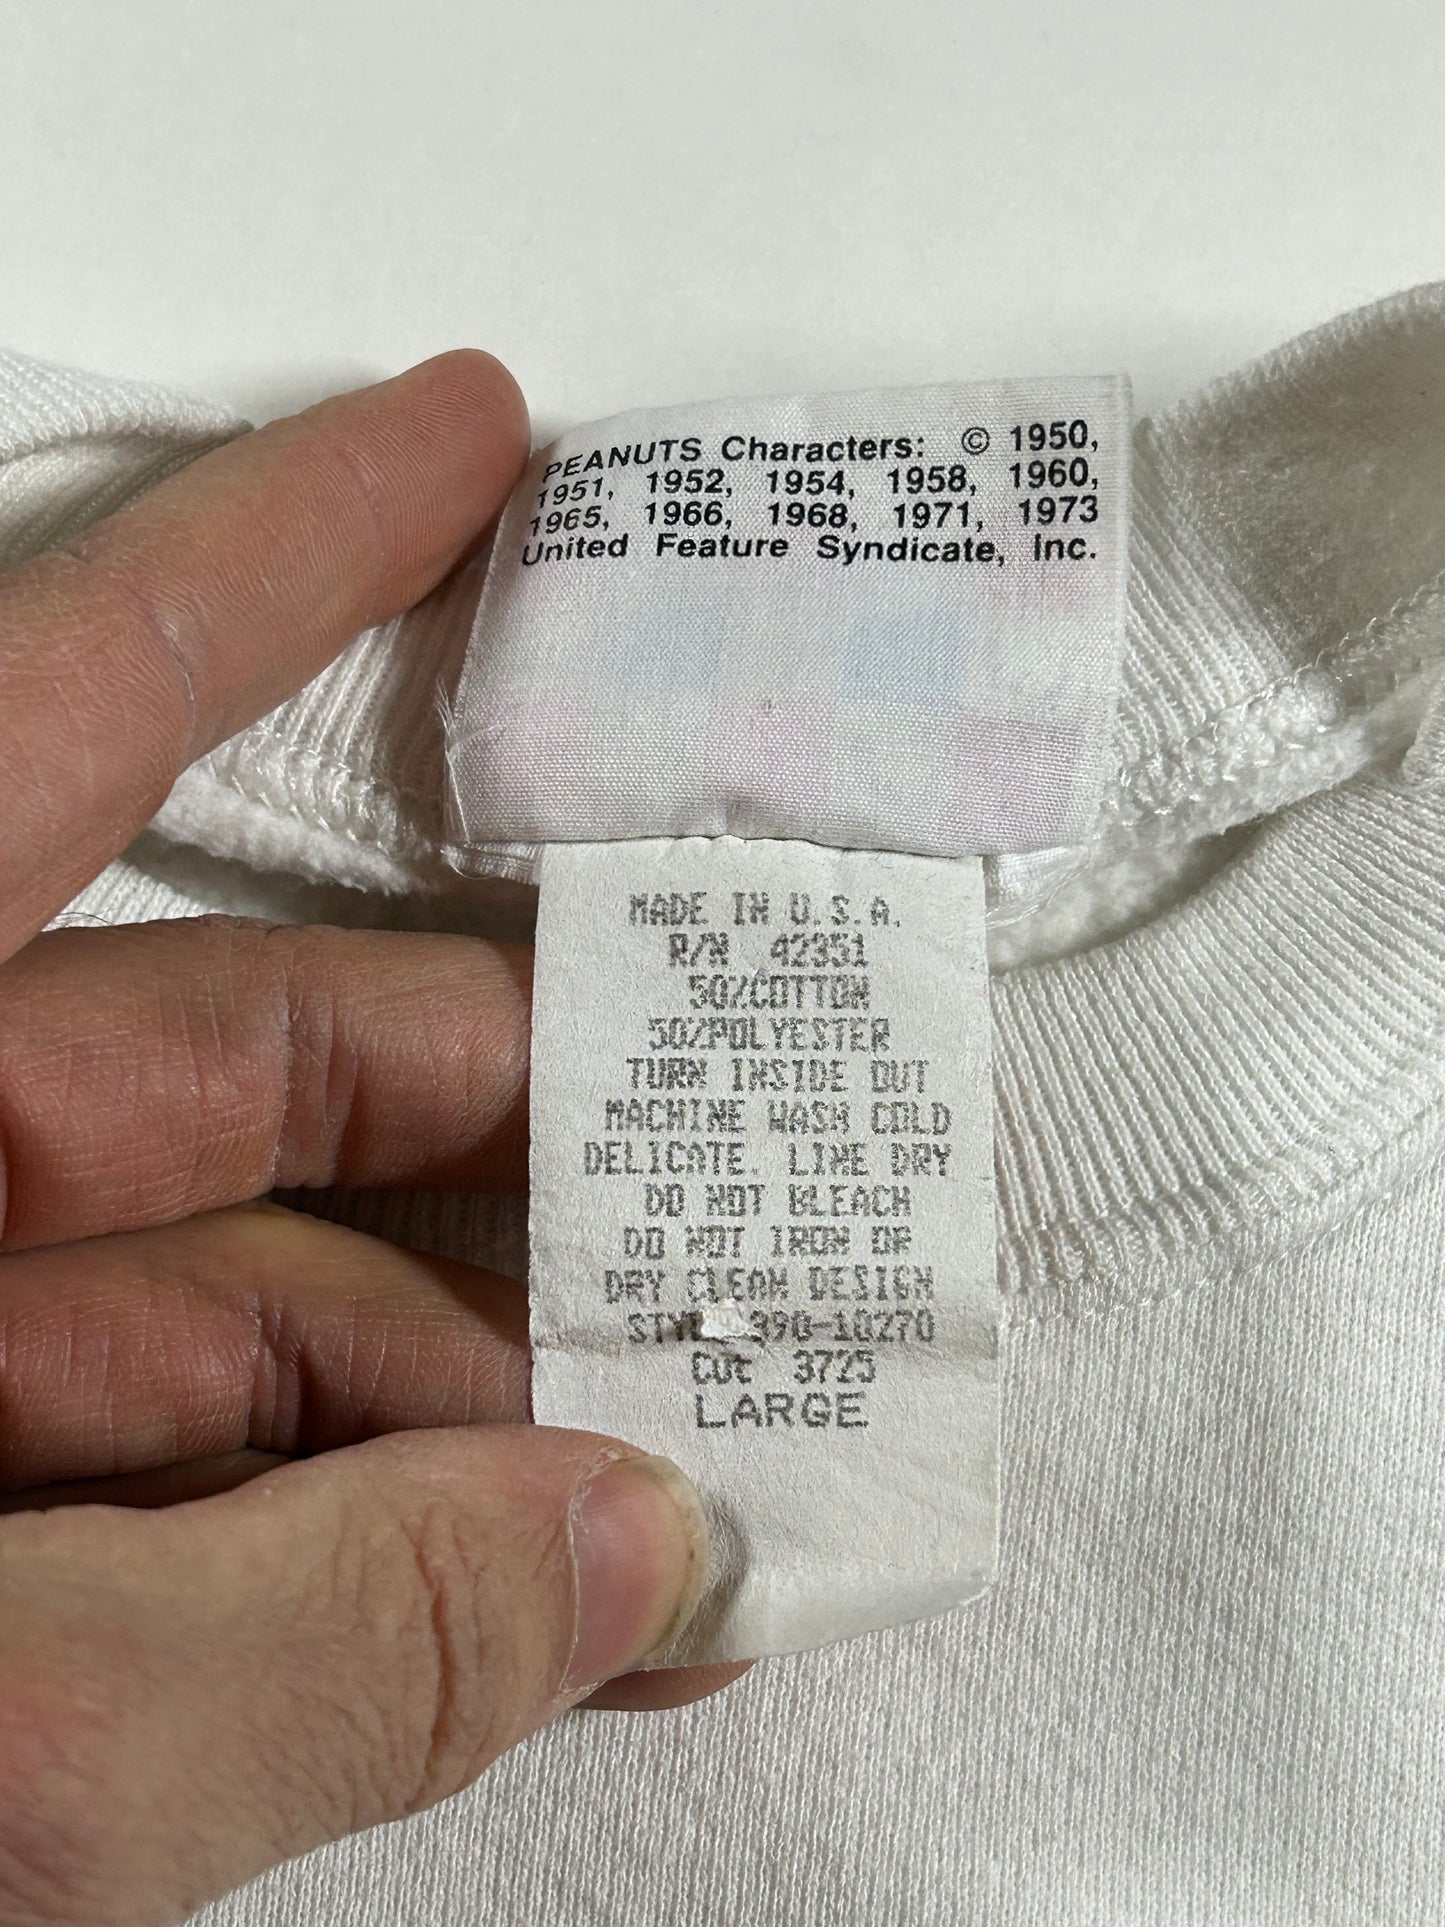 PEANUTS Characters: © 1950,
1951, 1952, 1954, 1958, 1960,
1965, 1966, 1968, 1971, 1973
United Feature Syndicate, Inc.
MADE IN U.S.A.
R/N 42351
50%COTTON
50%POLYESTER
TURN INSIDE OUT
MACHINE WASH COLD
DELICATE. LINE DRY
DO NOT BLEACH
DO NOT IRON OR
DRY CLEAN DESIGN
390-10270
Cut 3725
LARGE